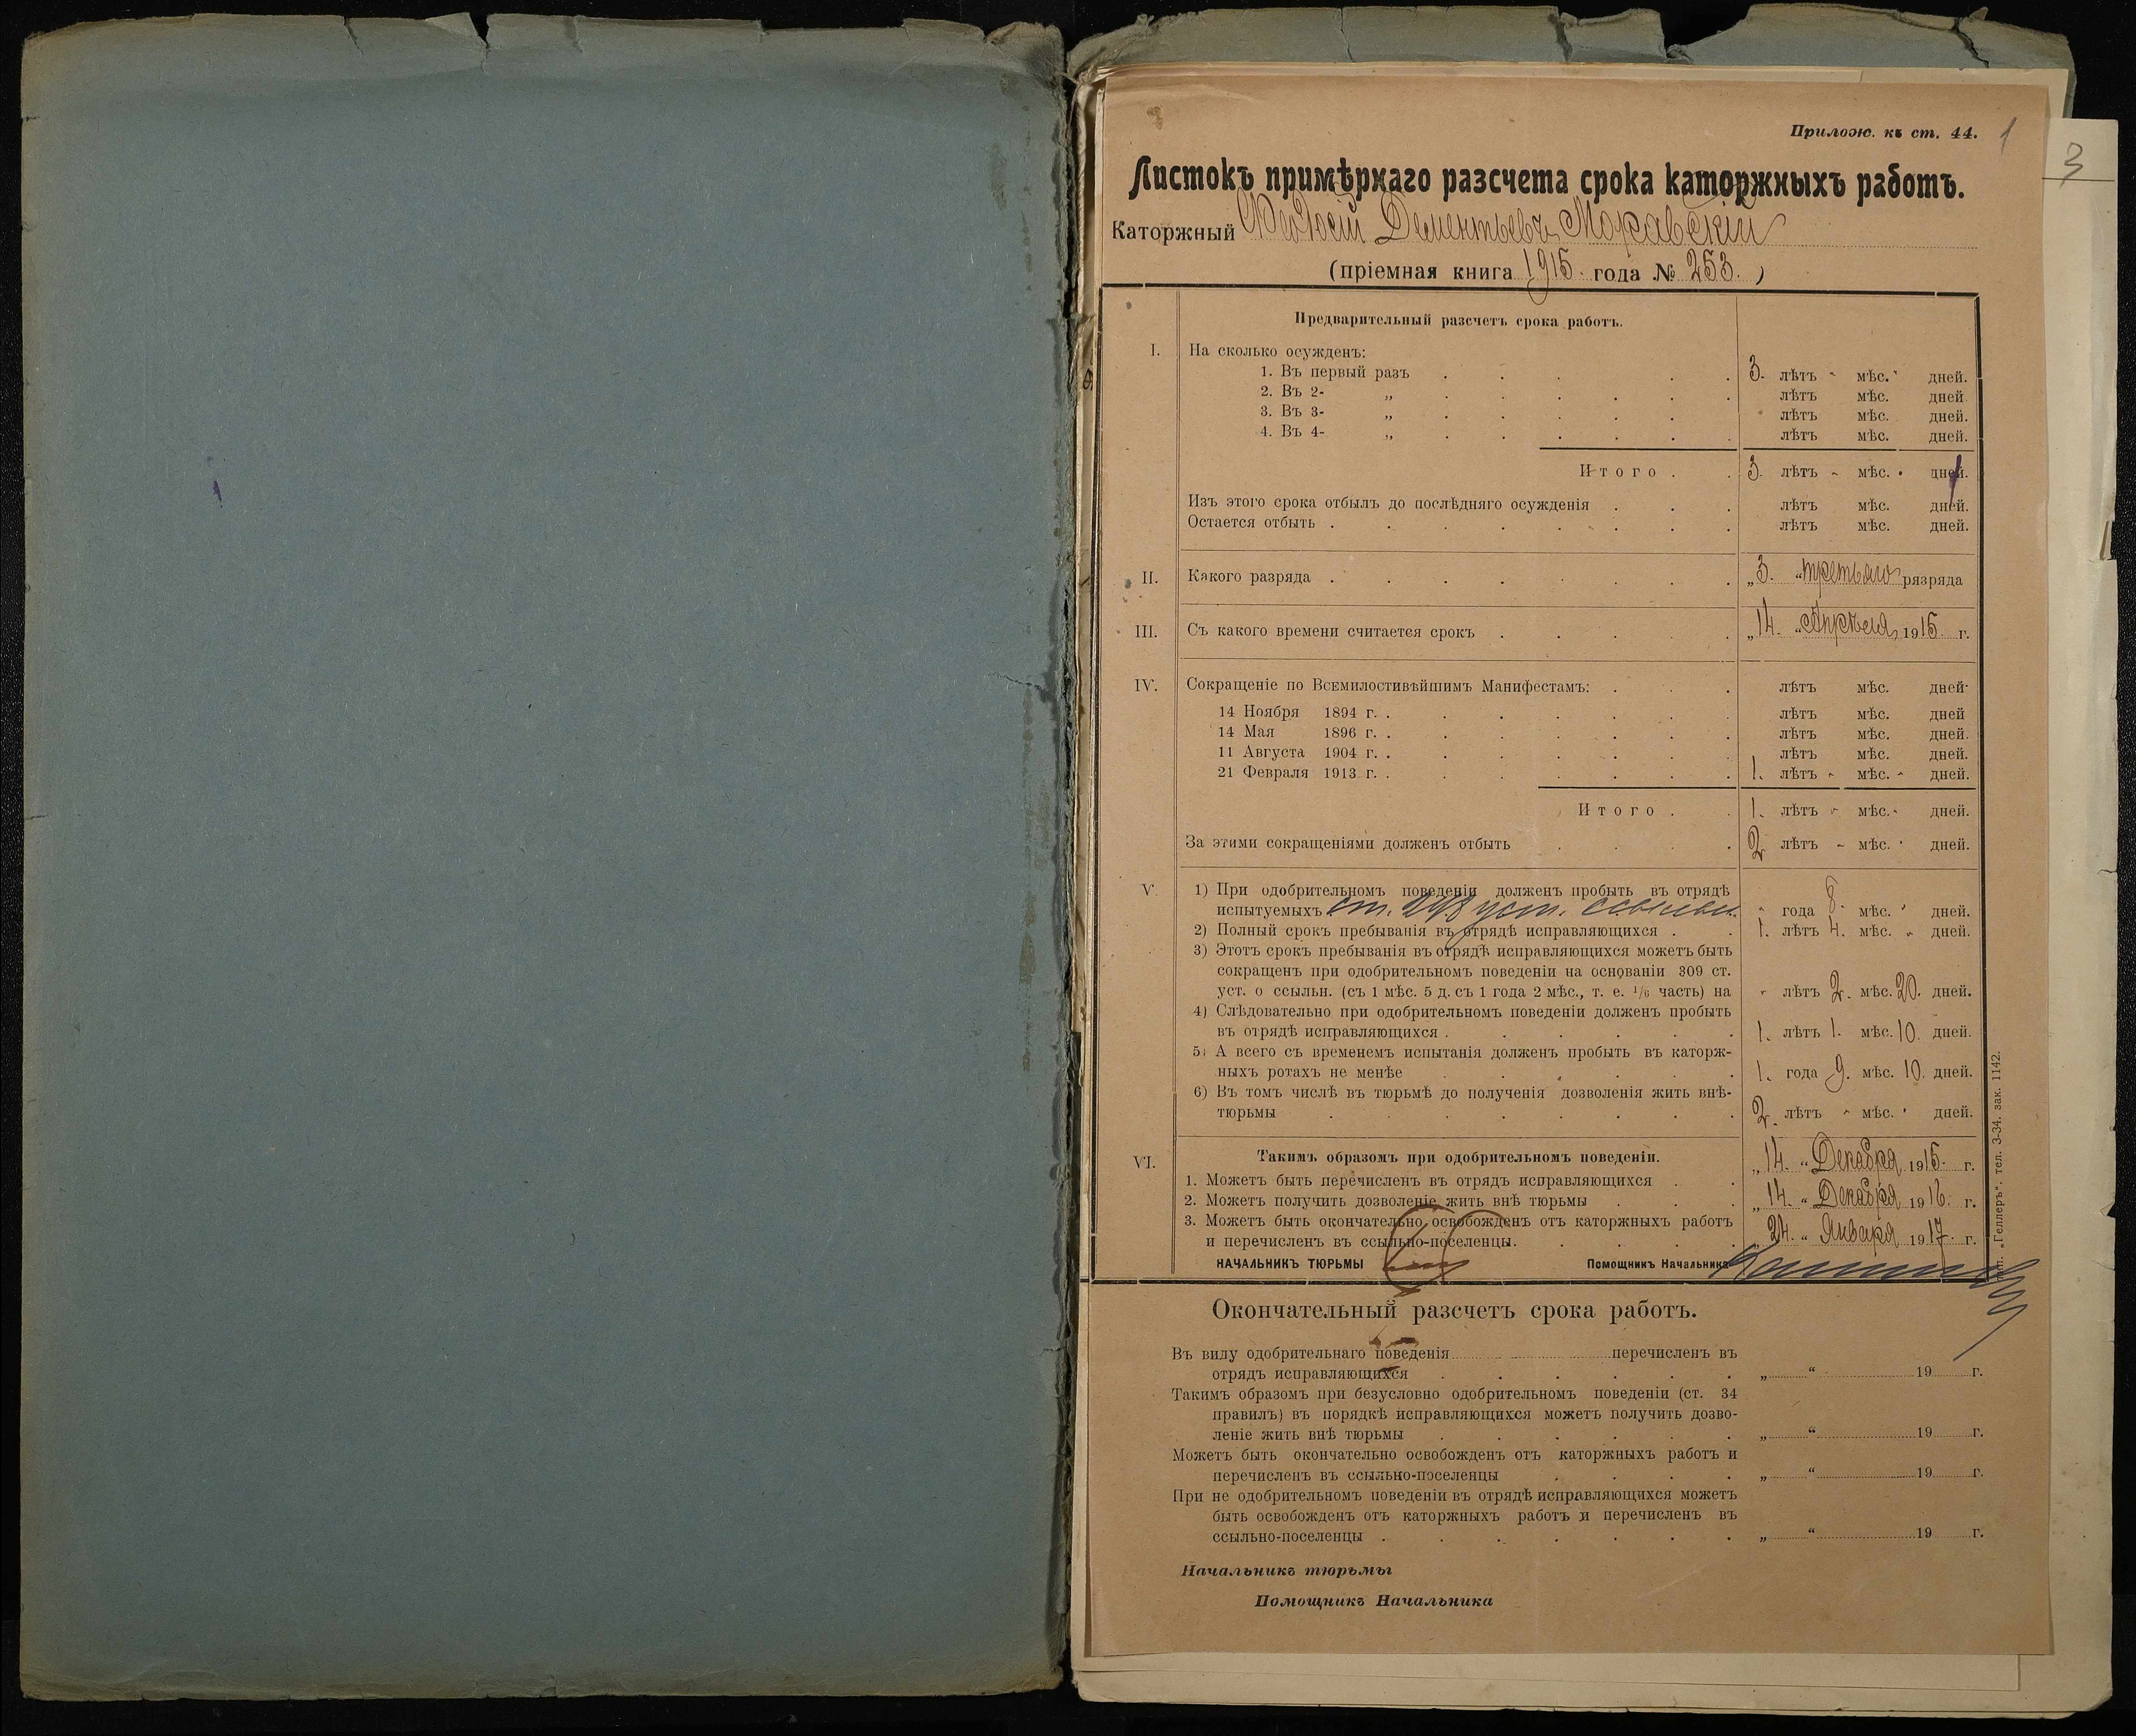 Прилож. къ ст. 44.
1
3
Листокъ примѣрнаго разсчета срока каторжныхъ работъ.
Каторжный Феодосій Дементьевъ Моравскій
(пріемная книга 1915. года № 253.)
Предварительный разсчетъ срока работъ.
I. На сколько осужденъ:
1. Въ первый разъ . . . . . 3. лѣтъ - мѣс. - дней.
2. Въ 2- „ . . . . . . лѣтъ мѣс. дней.
3. Въ 3- „ . . . . . лѣтъ мѣс. дней.
4. Въ 4- „ . . . . . . лѣтъ мѣс. дней.
Итого . . 3. лѣтъ - мѣс. - дней.
Изъ этого срока отбылъ до послѣдняго осужденія . . . лѣтъ мѣс. дней.
Остается отбыть . . . . . . . . лѣтъ мѣс. дней.
II. Какого разряда . . . . . . . . „3. “третьяго рязряда
III. Съ какого времени считается срокъ . . . . „14. “Апрѣля 1915. г.
IV. Сокращеніе по Всемилостивѣйшимъ Манифестамъ: . . . лѣтъ мѣс. дней.
14 Ноября 1894 г. . . . . . . лѣтъ мѣс. дней
14 Мая 1896 г. . . . . . . . лѣтъ мѣс. дней.
11 Августа 1904 г. . . . . . . лѣтъ мѣс. дней.
21 Февраля 1913 г. . . . . . . . 1. лѣтъ - мѣс. - дней.
Итого . . 1. лѣтъ - мѣс. - дней.
За этими сокращеніями долженъ отбыть . . . . 2 лѣтъ - мѣс. - дней.
V. 1) При одобрительномъ поведеніи долженъ пробыть въ отрядѣ
испытуемыхъ ст. 298 уст. ссыльн. - года 8. мѣс. - дней.
2) Полный срокъ пребыванія въ отрядѣ исправляющихся . . 1. лѣтъ 4. мѣс. - дней.
3) Этотъ срокъ пребыванія въ отрядѣ исправляющихся можетъ быть
сокращенъ при одобрительномъ поведеніи на основаніи 309 ст.
уст. о ссыльн. (съ 1 мѣс. 5 д. съ 1 года 2 мѣс., т. е. 1/6 часть) на - лѣтъ 2. мѣс. 20. дней.
4) Слѣдовательно при одобрительномъ поведеніи долженъ пробыть
въ отрядѣ исправляющихся . . . . . . 1. лѣтъ 1. мѣс. 10. дней.
5) А всего съ временемъ испытанія долженъ пробыть въ каторж-
ныхъ ротахъ не менѣе . . . . . . 1. года 9. мѣс. 10. дней.
6) Въ томъ числѣ въ тюрьмѣ до полученія дозволенія жить внѣ-
тюрьмы . . . . . . . . 2. лѣтъ - мѣс. - дней.
VI. Такимъ образомъ при одобрительномъ поведеніи.
1. Можетъ быть перечисленъ въ отрядъ исправляющихся . . „14. “ Декабря 1915. г.
2. Можетъ получить дозволеніе жить внѣ тюрьмы . . . „14. “ Декабря 1916. г.
3. Можетъ быть окончательно освобожденъ отъ каторжныхъ работъ
и перечисленъ въ ссыльно-поселенцы. . . . . „24. “ Января 1917. г.
НАЧАЛЬНИКЪ ТЮРЬМЫ Помощникъ Начальника
тип. „Геллеръ“, тел. 3-34. зак. 1142.
Окончательный разсчетъ срока работъ.
Въ виду одобрительнаго поведенія перечисленъ въ
отрядъ исправляющихся . . . . . . „ “ 19 г.
Такимъ образомъ при безусловно одобрительномъ поведеніи (ст. 34
правилъ) въ порядкѣ исправляющихся можетъ получить дозво-
леніе жить внѣ тюрьмы . . . . . . „ “ 19 г.
Можетъ быть окончательно освобожденъ отъ каторжныхъ работъ и
перечисленъ въ ссыльно-поселенцы . . . . „ “ 19 г.
При не одобрительномъ поведеніи въ отрядѣ исправляющихся можетъ
быть освобожденъ отъ каторжныхъ работъ и перечисленъ въ
ссыльно-поселенцы . . . . . . . „ “ 19 г.
Начальникъ тюрьмы
Помощникъ Начальника